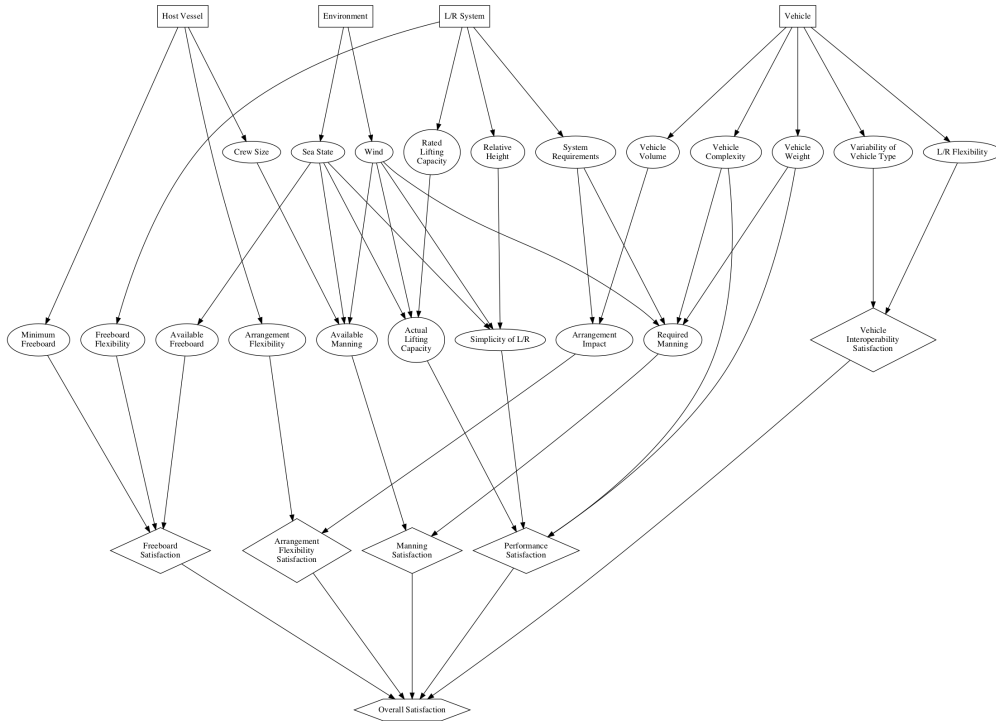 Host Vessel
Environment
L/R System
Vehicle
Crew Size
Sea State
Wind
Rated
Lifting
Capacity
Relative
Height
System
Requirements
Vehicle
Volume
Vehicle
Complexity
Vehicle
Weight
Variability of
Vehicle Type
L/R Flexibility
Minimum
Freeboard
Freeboard
Flexibility
Available
Freeboard
Arrangement
Flexibility
Available
Manning
Actual
Lifting
Capacity
Simplicity of L/R
Arrangement
Impact
Required
Manning
Vehicle
Interoperability
Satisfaction
Freeboard
Satisfaction
Arrangement
Flexibility
Satisfaction
Manning
Satisfaction
Performance
Satisfaction
Overall Satisfaction